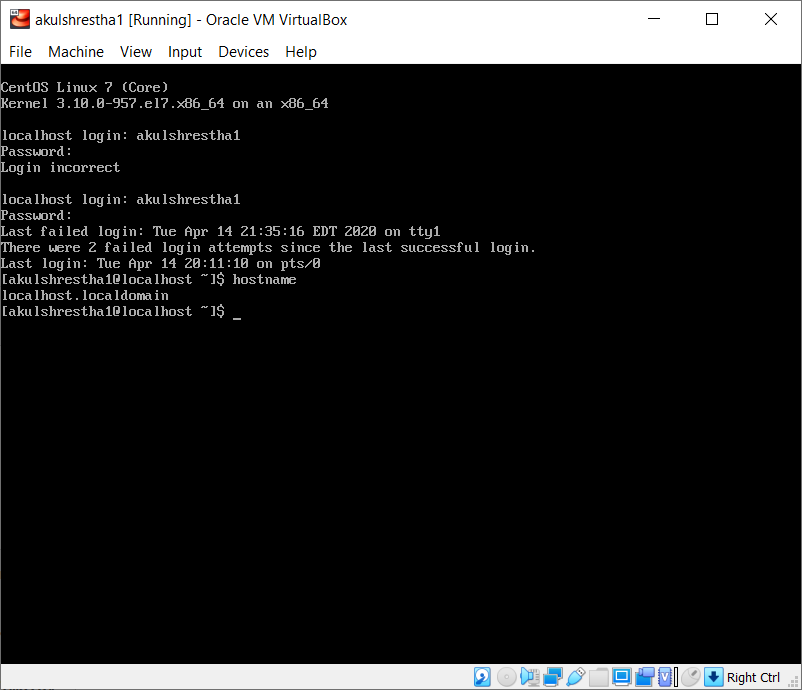 akulshrestha1 [Running] - Oracle VM VirtualBox
File Machine View Input Devices Help
CentOS Linux 7 (Core)
Kernel 3.10.0-957.el7.x86_64 on an x86_64
localhost login: akulshrestha1
Password:
Login incorrect
localhost login: akulshrestha1
Password:
Last failed login: Tue Apr 14 21:35:16 EDT 2020 on tty1
There were 2 failed login attempts since the last successful login.
Last login: Tue Apr 14 20:11:10 on pts/0
[akulshrestha1@localhost ~]$ hostname
localhost.localdomain
[akulshrestha1@localhost ~]$ _
Right Ctrl